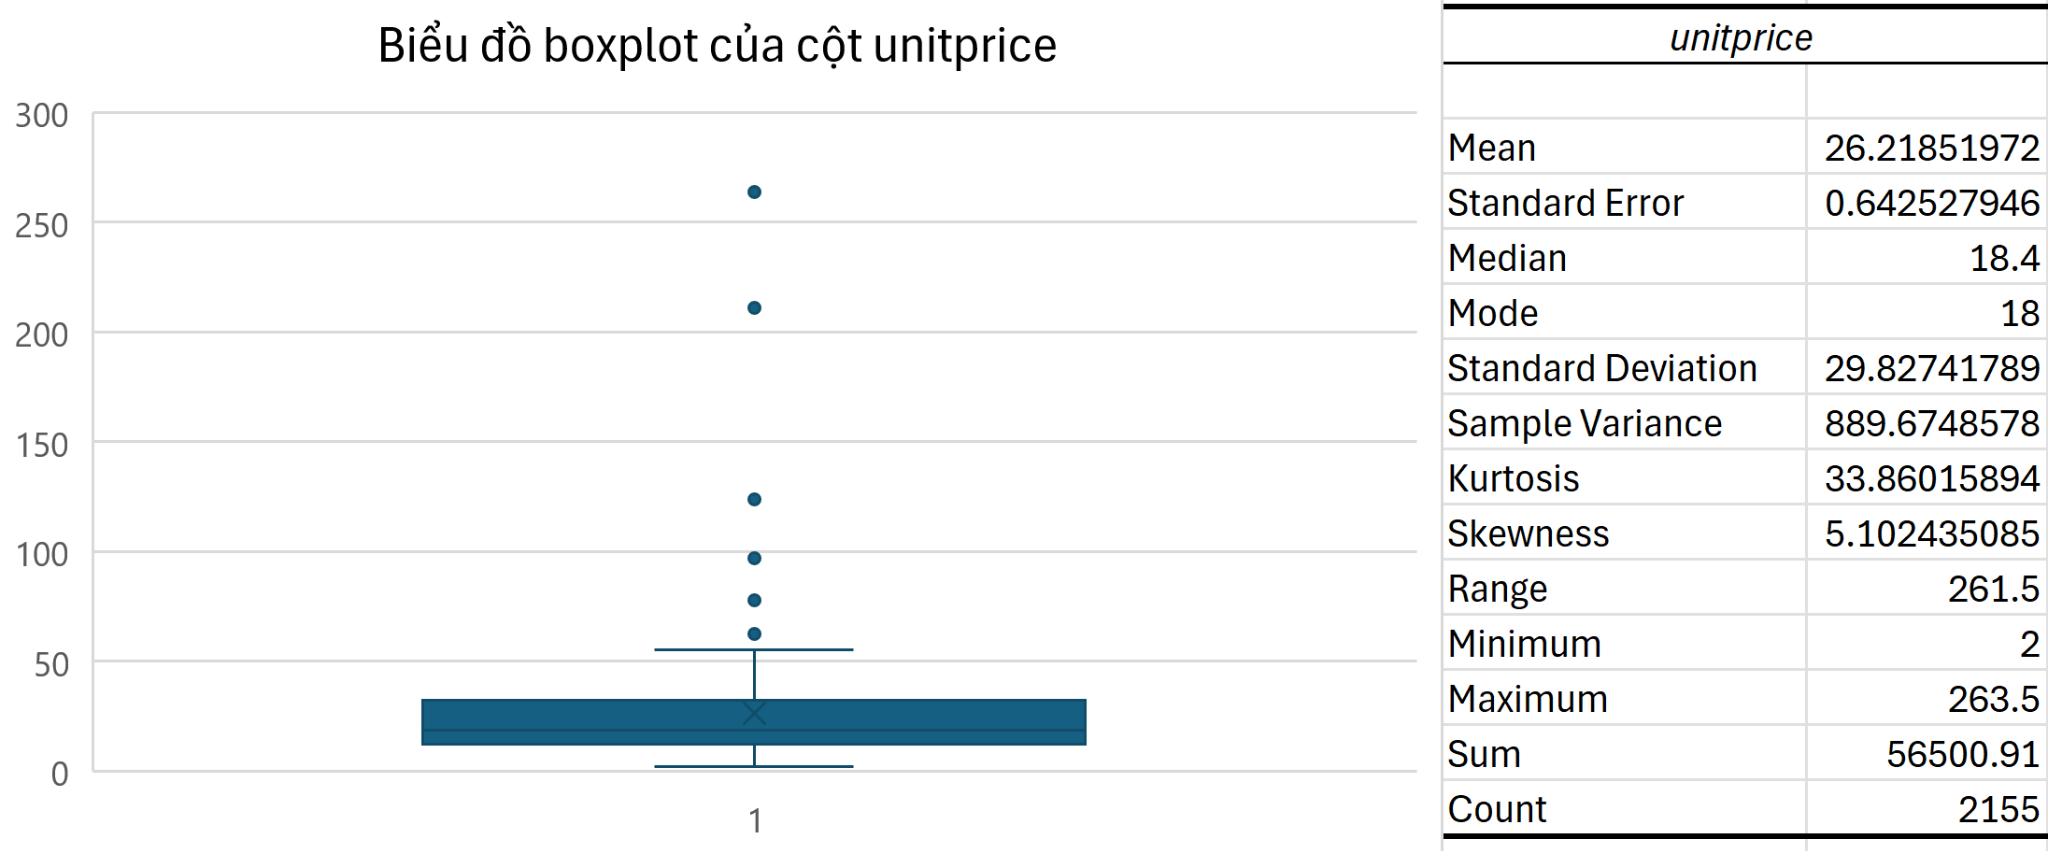 Biểu đồ boxplot của cột unitprice
300
250
200
150
100
50
0
1
unitprice
Mean 26.21851972
Standard Error 0.642527946
Median 18.4
Mode 18
Standard Deviation 29.82741789
Sample Variance 889.6748578
Kurtosis 33.86015894
Skewness 5.102435085
Range 261.5
Minimum 2
Maximum 263.5
Sum 56500.91
Count 2155